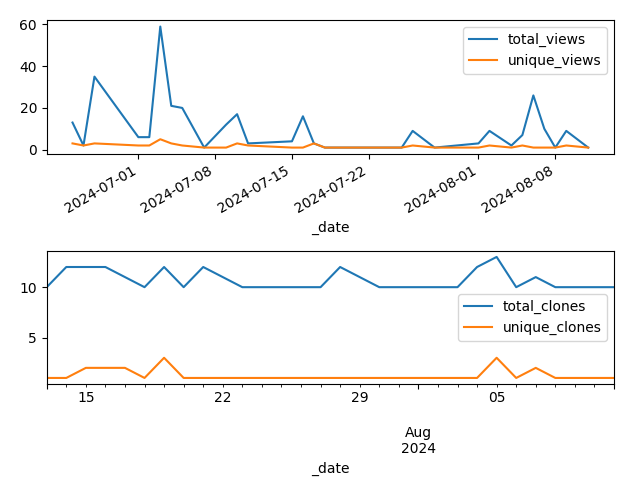 60
40
20
0
total_views
unique_views
2024-07-01
2024-07-08
2024-07-15
2024-07-22
2024-08-01
2024-08-08
_date
10
5
total_clones
unique_clones
15 22 29 05
Aug
2024
_date